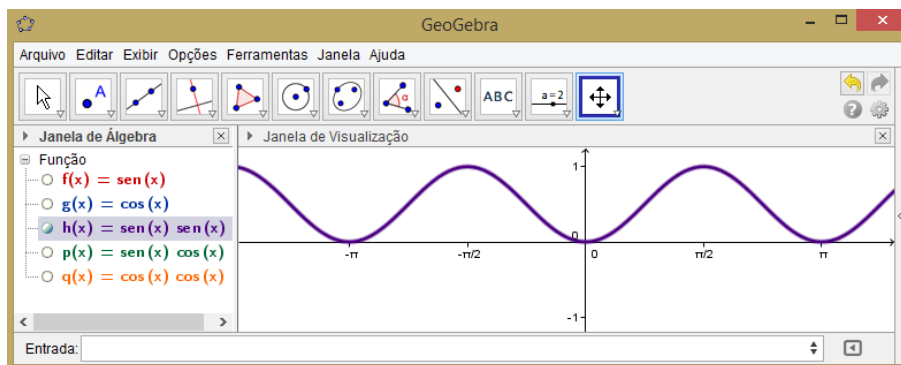 GeoGebra
Arquivo Editar Exibir Opções Ferramentas Janela Ajuda
A
α
ABC
a=2
Janela de Álgebra
Janela de Visualização
Função
f(x) = sen(x)
g(x) = cos(x)
h(x) = sen(x) sen(x)
p(x) = sen(x) cos(x)
q(x) = cos(x) cos(x)
1
0
-π -π/2 0 π/2 π
-1
Entrada: